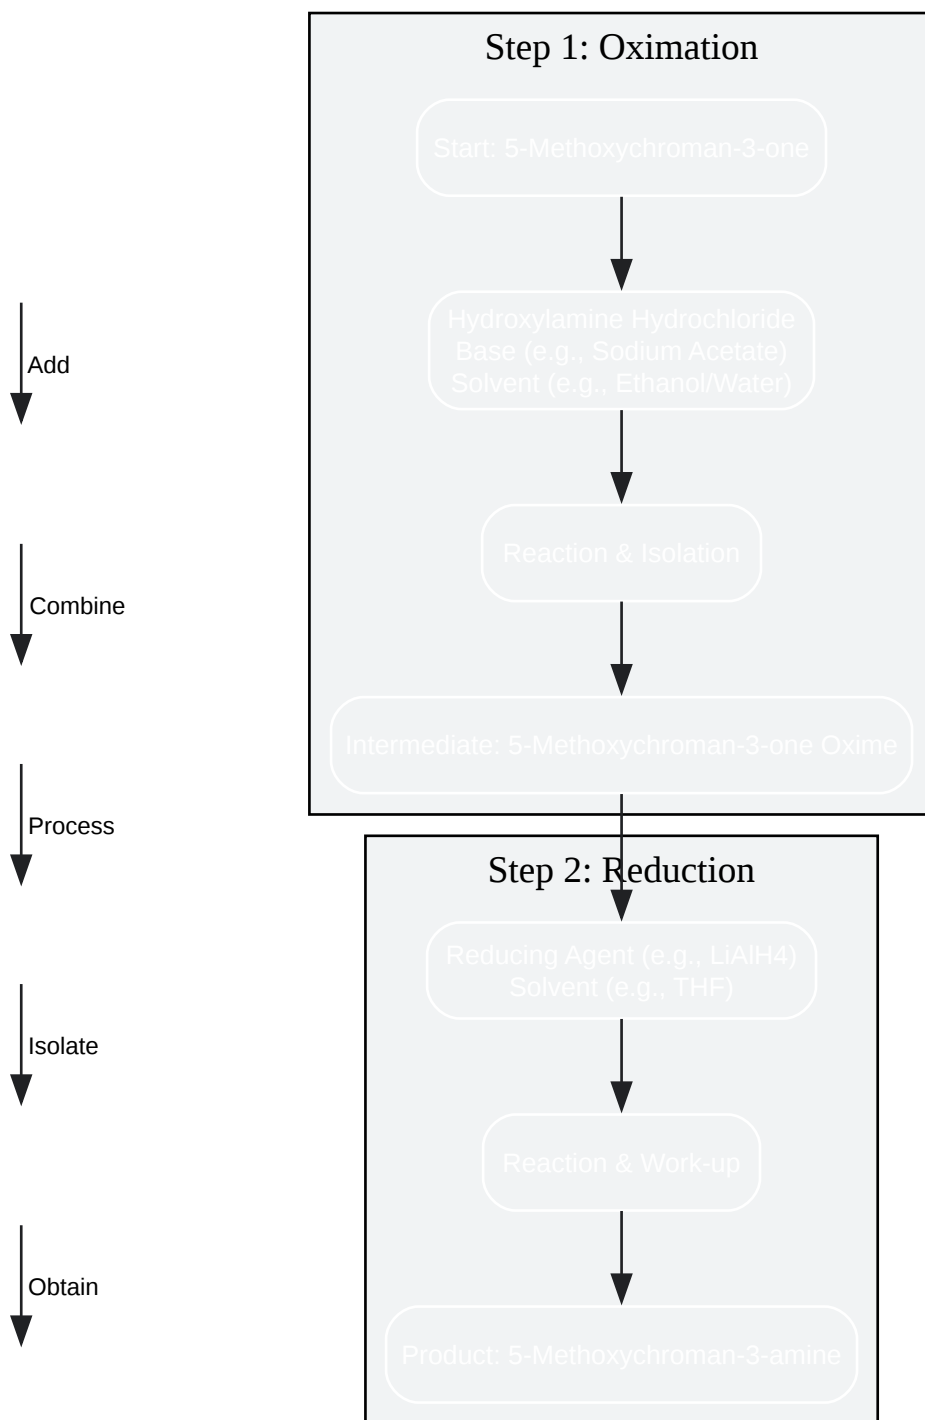 Step 1: Oximation
Start: 5-Methoxychroman-3-one
Hydroxylamine Hydrochloride
Base (e.g., Sodium Acetate)
Solvent (e.g., Ethanol/Water)
Add
Reaction & Isolation
Combine
Intermediate: 5-Methoxychroman-3-one Oxime
Process
Step 2: Reduction
Reducing Agent (e.g., LiAlH4)
Solvent (e.g., THF)
Isolate
Reaction & Work-up
Obtain
Product: 5-Methoxychroman-3-amine